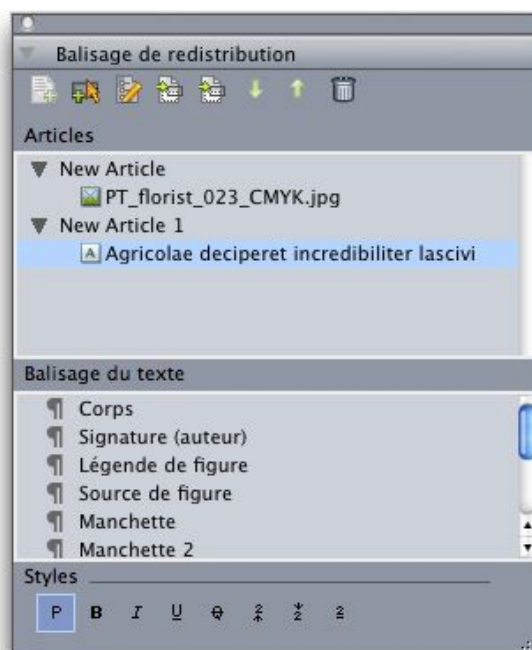 Balisage de redistribution
Articles
New Article
PT_florist_023_CMYK.jpg
New Article 1
A Agricolae deciperet incredibiliter lascivi
Balisage du texte
¶ Corps
¶ Signature (auteur)
¶ Légende de figure
¶ Source de figure
¶ Manchette
¶ Manchette 2
Styles
P B I U